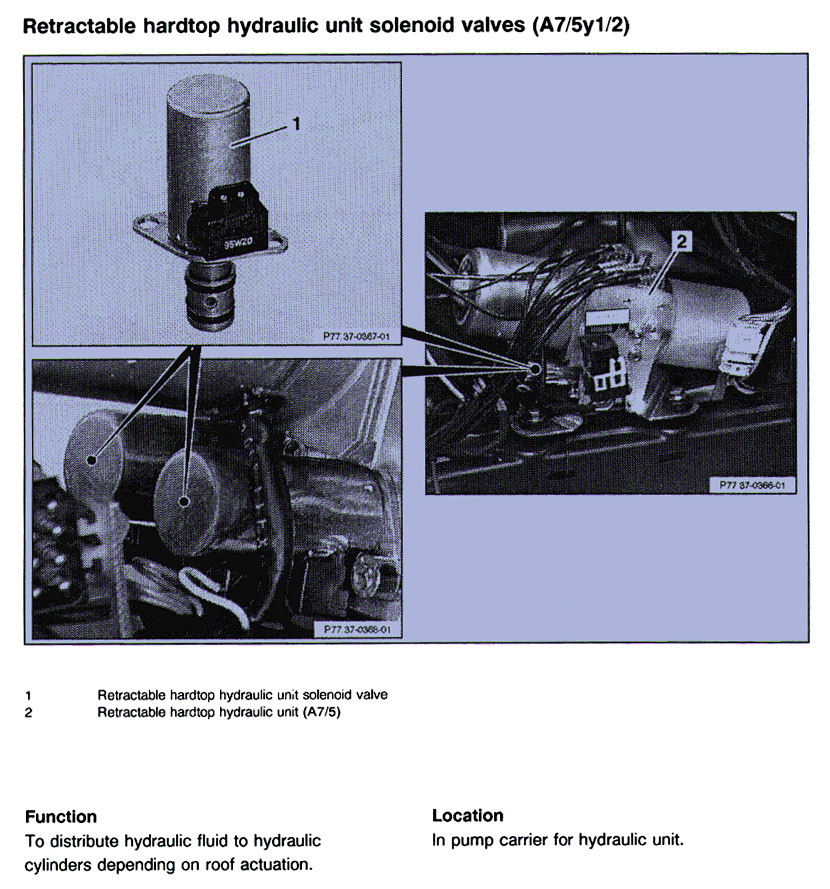 Retractable hardtop hydraulic unit solenoid valves (A7/5y1/2)
1
95W20
P77.37-0367-01
2
P77 37-0366-01
P77.37-0368-01
1 Retractable hardtop hydraulic unit solenoid valve
2 Retractable hardtop hydraulic unit (A7/5)
Function
To distribute hydraulic fluid to hydraulic
cylinders depending on roof actuation.
Location
In pump carrier for hydraulic unit.